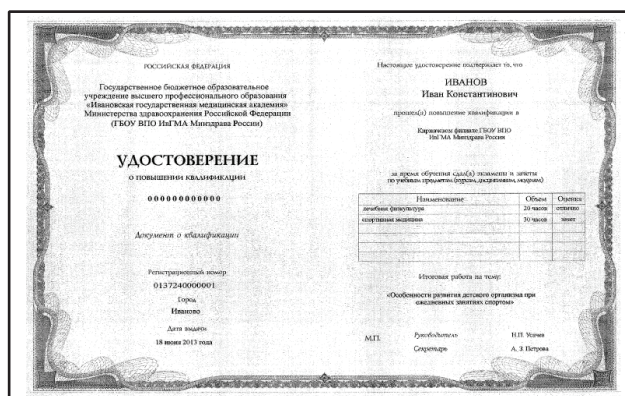 РОССИЙСКАЯ ФЕДЕРАЦИЯ
Государственное бюджетное образовательное
учреждение высшего профессионального образования
«Ивановская государственная медицинская академия»
Министерства здравоохранения Российской Федерации
(ГБОУ ВПО ИвГМА Минздрава России)
УДОСТОВЕРЕНИЕ
О ПОВЫШЕНИИ КВАЛИФИКАЦИИ
000000000000
Документ о квалификации
Регистрационный номер
0137240000001
Город
Иваново
Дата выдачи
18 июня 2013 года
Настоящее удостоверение подтверждает то, что
ИВАНОВ
Иван Константинович
прошел(а) повышение квалификации в
филиале ГБОУ ВПО
ИвГМА Минздрава России
за время обучения сдал(а) экзамены и зачеты
по учебным предметам (курсам, дисциплинам, модулям)
Наименование Объем Оценка
лечебная физкультура 20 часов отлично
спортивная медицина 30 часов зачет
Итоговая работа на тему:
«Особенности развития детского организма при
ежедневных занятиях спортом»
М.П. Руководитель Н.П. Усачев
Секретарь А. З. Петрова